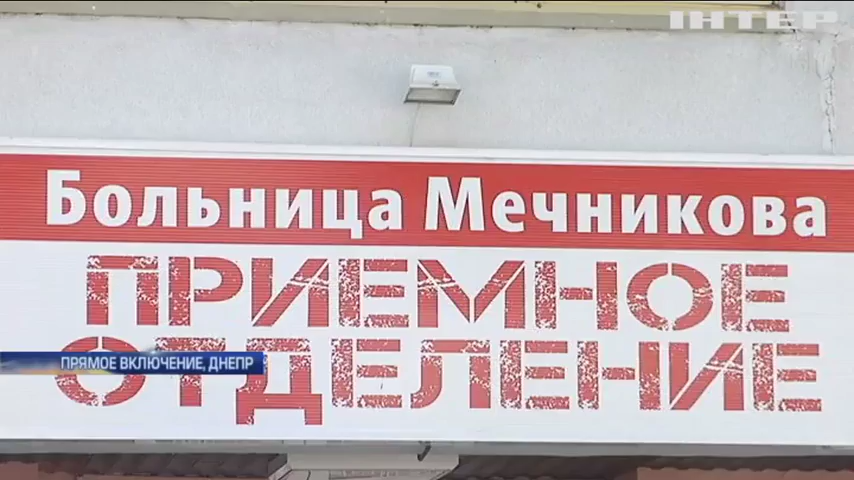 ІНТЕР
Больница Мечникова
ПРИЕМНОЕ
ОТДЕЛЕНИЕ
ПРЯМОЕ ВКЛЮЧЕНИЕ, ДНЕПР